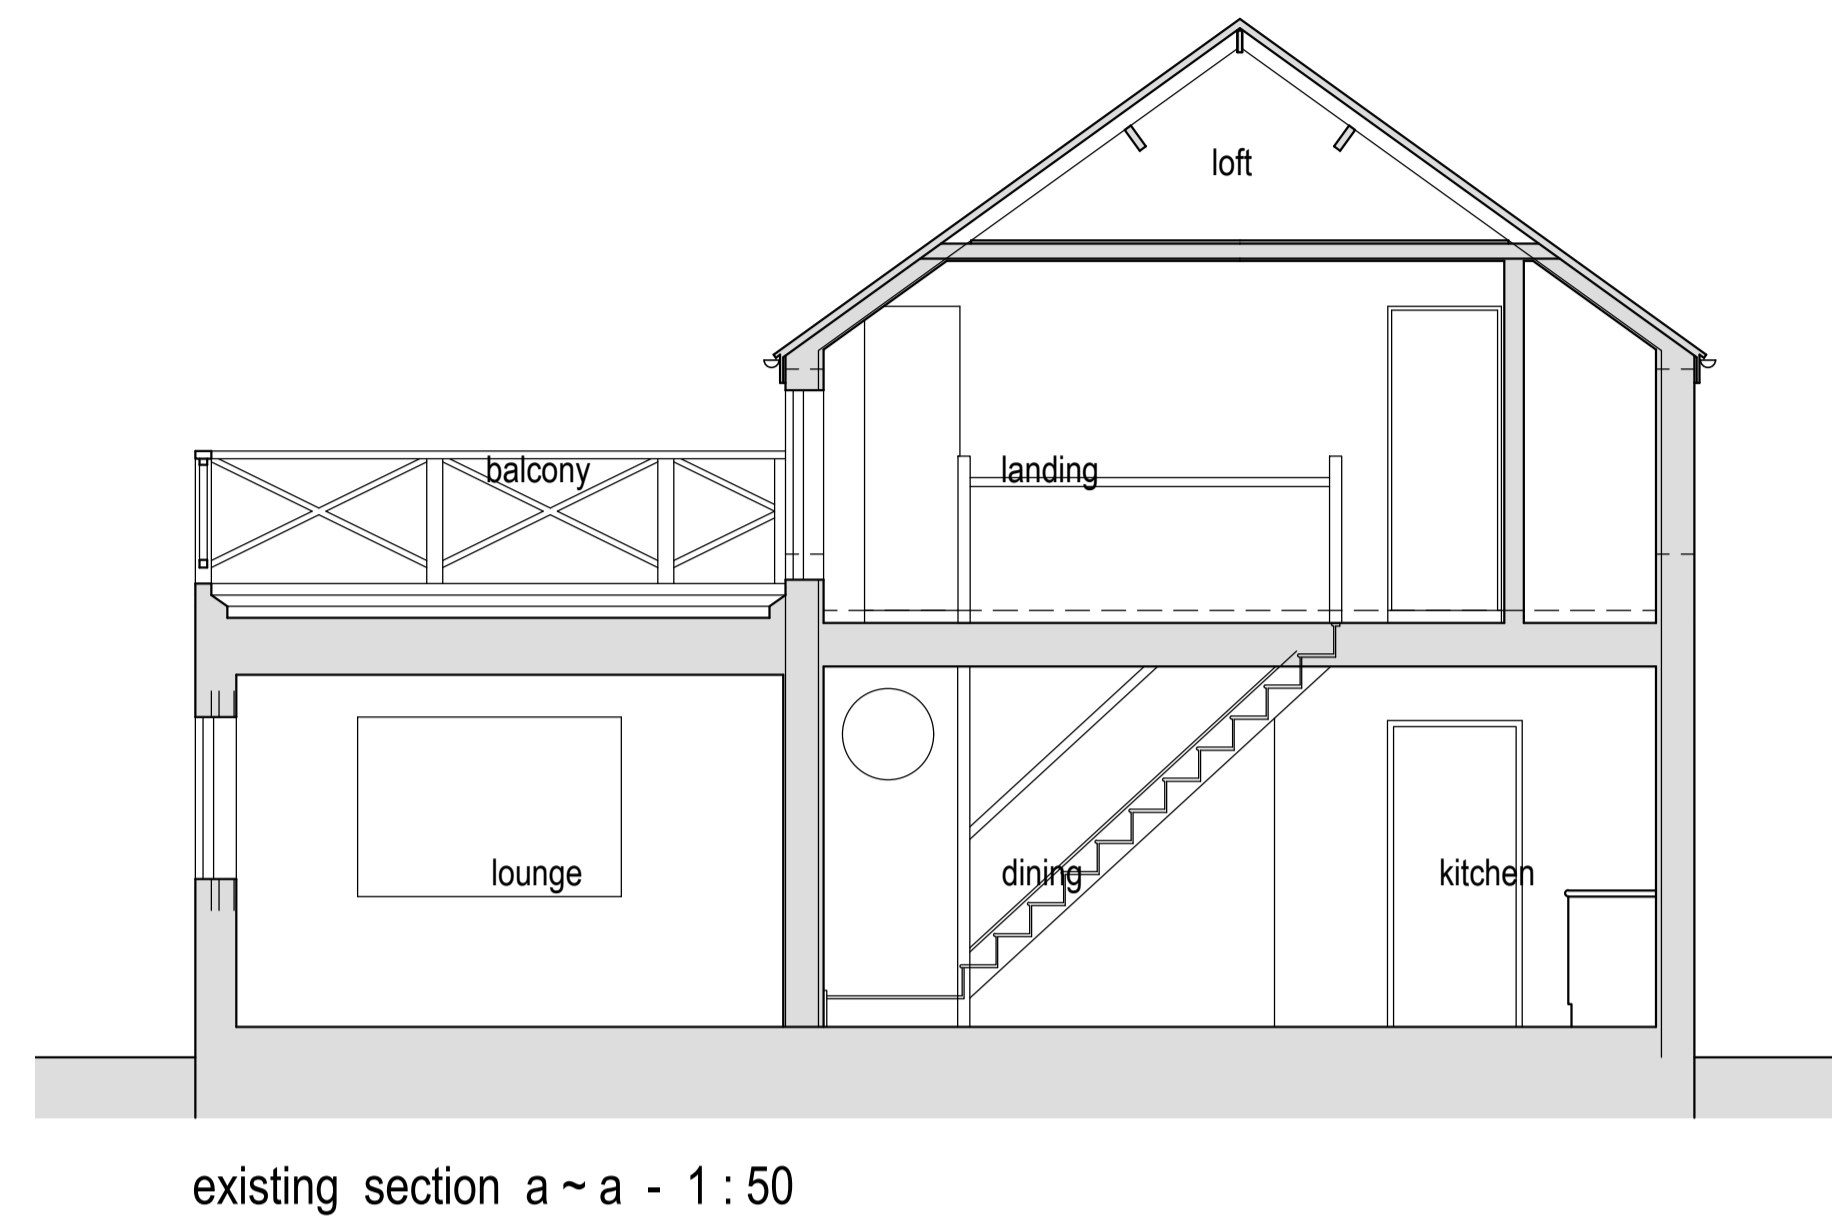 loft
balcony
landing
lounge
dining
kitchen
existing section a ~ a - 1 : 50